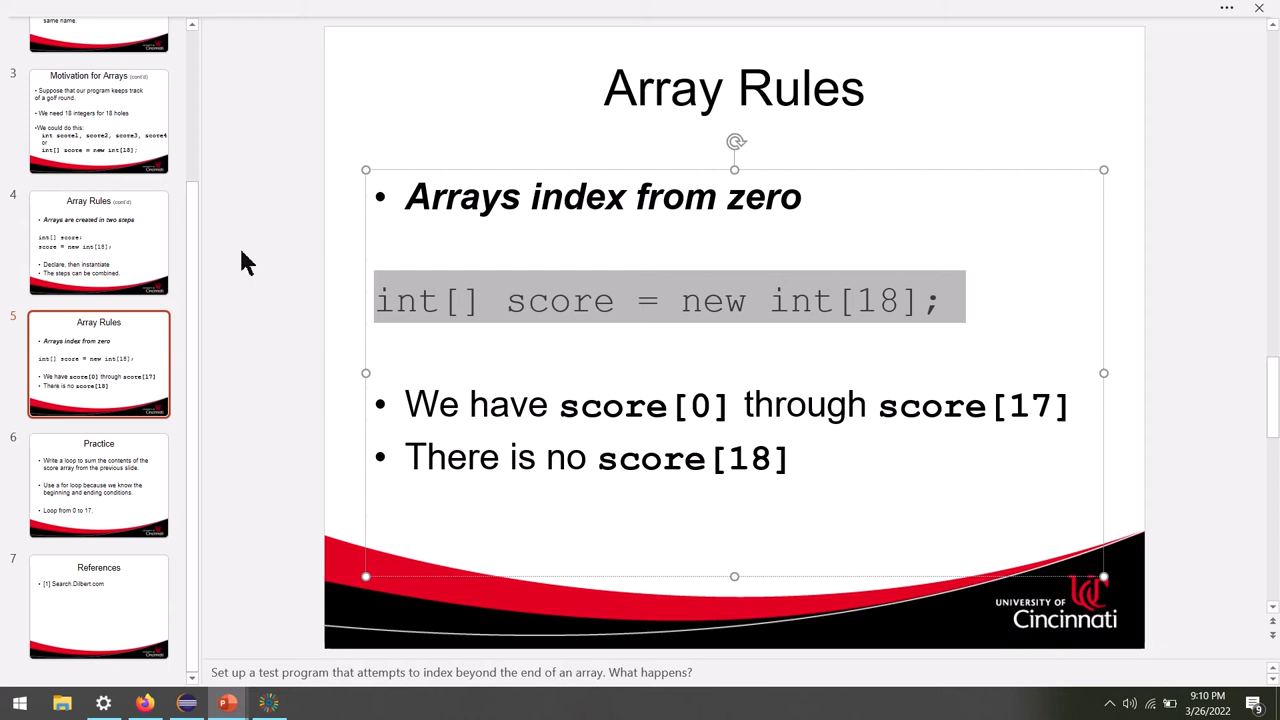 same name.
3
Motivation for Arrays (cont'd)
• Suppose that our program keeps track
of a golf round.
• We need 18 integers for 18 holes
•We could do this:
int score1, score2, score3, score4
or
int[] score = new int[18];
4
Array Rules (cont'd)
• Arrays are created in two steps
int[] score;
score = new int[18];
• Declare, then instantiate
• The steps can be combined.
5
Array Rules
• Arrays index from zero
int[] score = new int[18];
• We have score[0] through score[17]
• There is no score[18]
6
Practice
• Write a loop to sum the contents of the
score array from the previous slide.
• Use a for loop because we know the
beginning and ending conditions.
• Loop from 0 to 17.
7
References
• [1] Search.Dilbert.com
Array Rules
• Arrays index from zero
int[] score = new int[18];
• We have score[0] through score[17]
• There is no score[18]
UNIVERSITY OF
Cincinnati
Set up a test program that attempts to index beyond the end of an array. What happens?
9:10 PM
3/26/2022
9